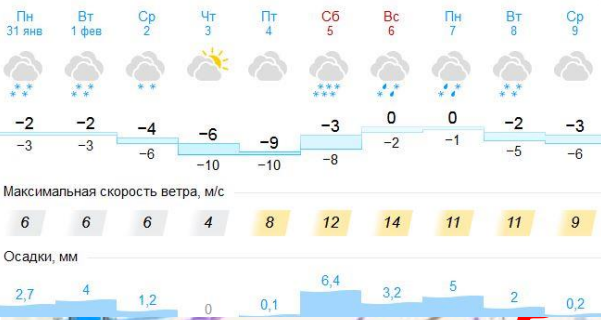 Пн Вт Ср Чт Пт Сб Вс Пн Вт Ср
31 янв 1 фев 2 3 4 5 6 7 8 9
−2 −2 −4 −6 −9 −3 0 0 −2 −3
−3 −3 −6 −10 −10 −8 −2 −1 −5 −6
Максимальная скорость ветра, м/с
6 6 6 4 8 12 14 11 11 9
Осадки, мм
2,7 4 1,2 0 0,1 6,4 3,2 5 2 0,2